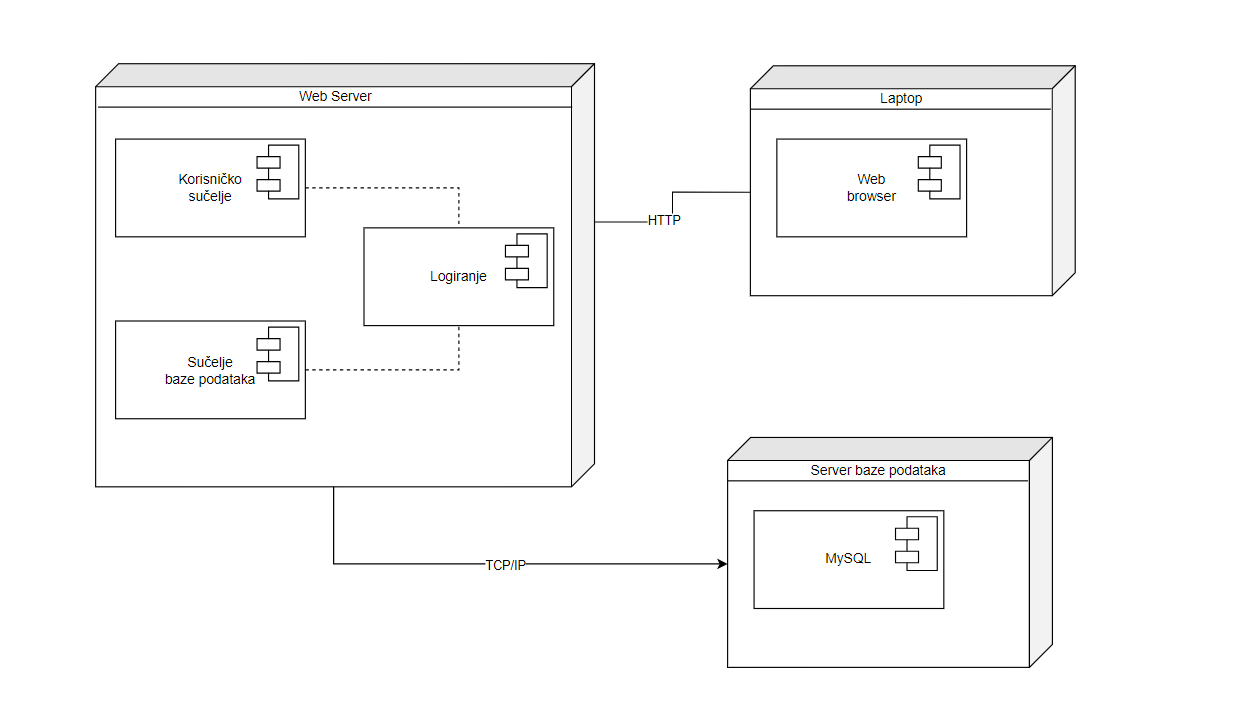 Web Server
Korisničko
sučelje
Logiranje
Sučelje
baze podataka
HTTP
Laptop
Web
browser
TCP/IP
Server baze podataka
MySQL